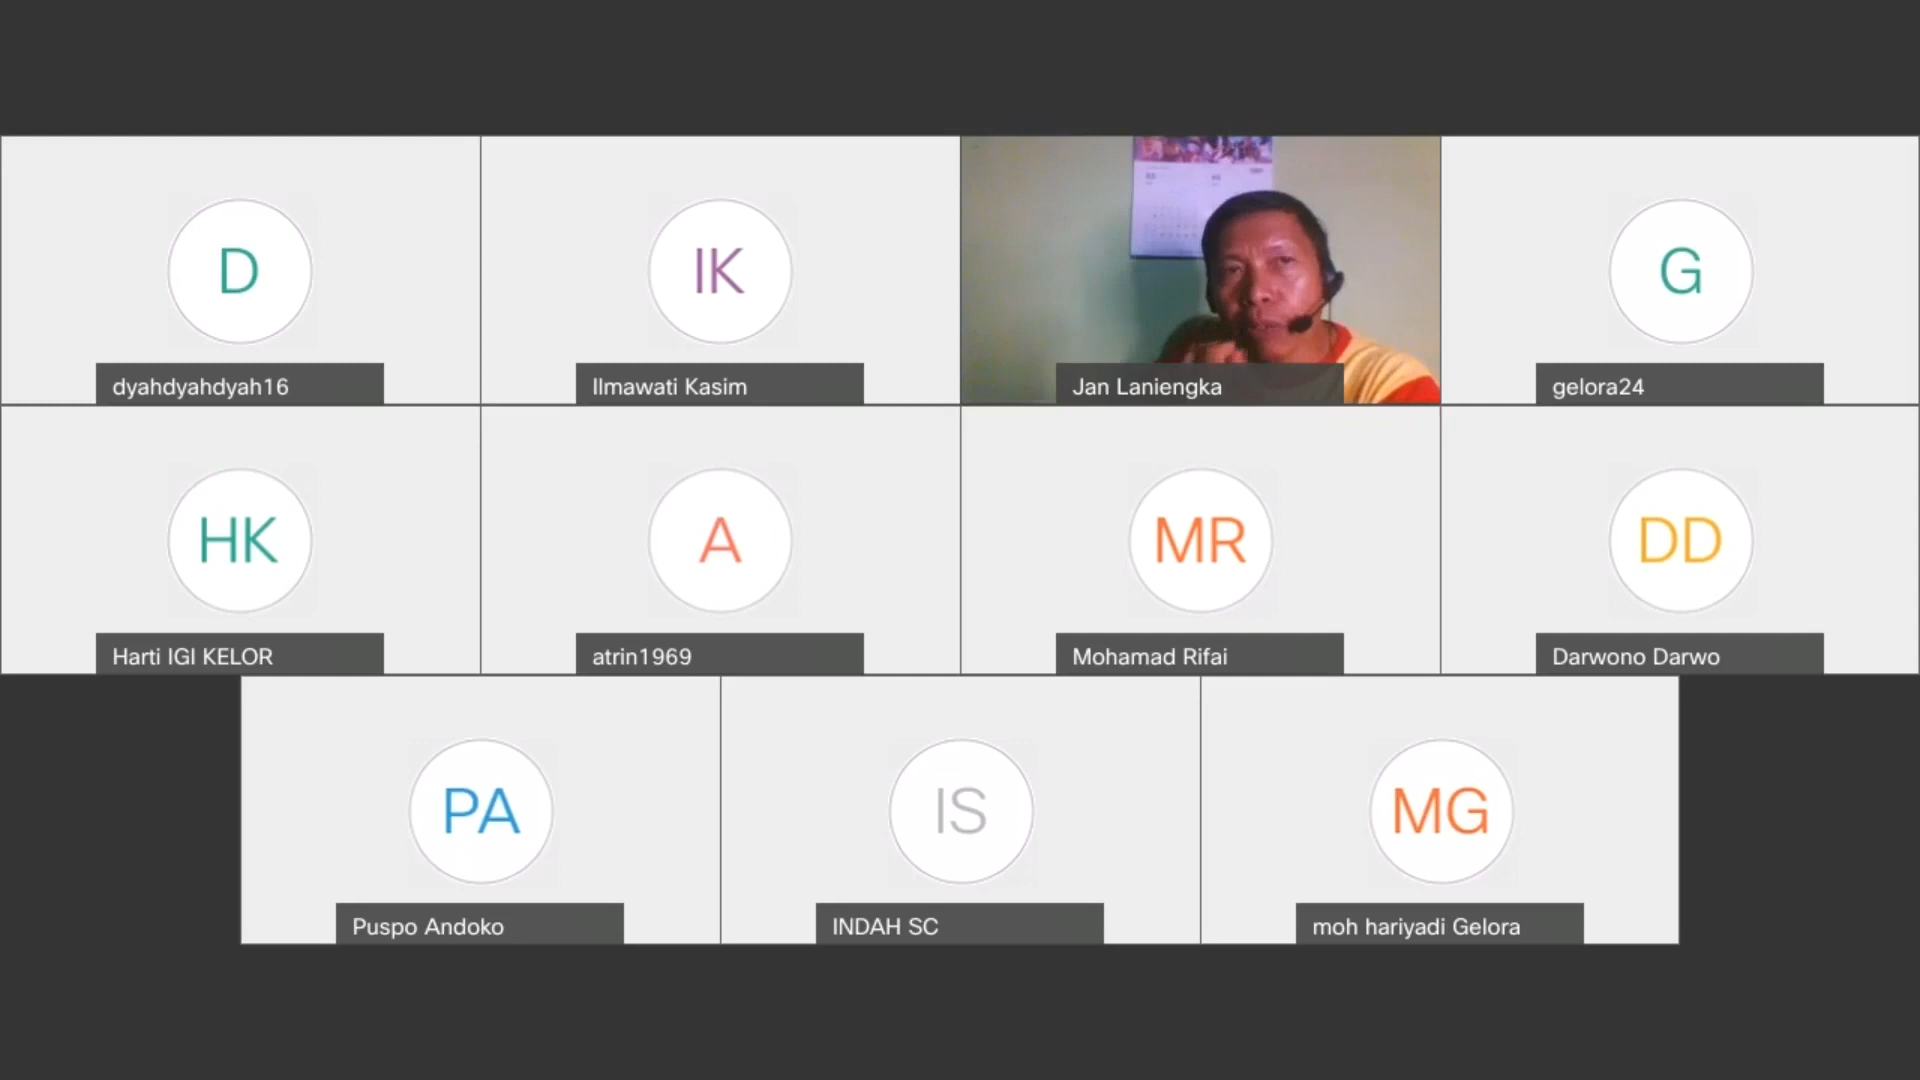 D
dyahdyahdyah16
IK
Ilmawati Kasim
Jan Laniengka
G
gelora24
HK
Harti IGI KELOR
A
atrin1969
MR
Mohamad Rifai
DD
Darwono Darwo
PA
Puspo Andoko
IS
INDAH SC
MG
moh hariyadi Gelora